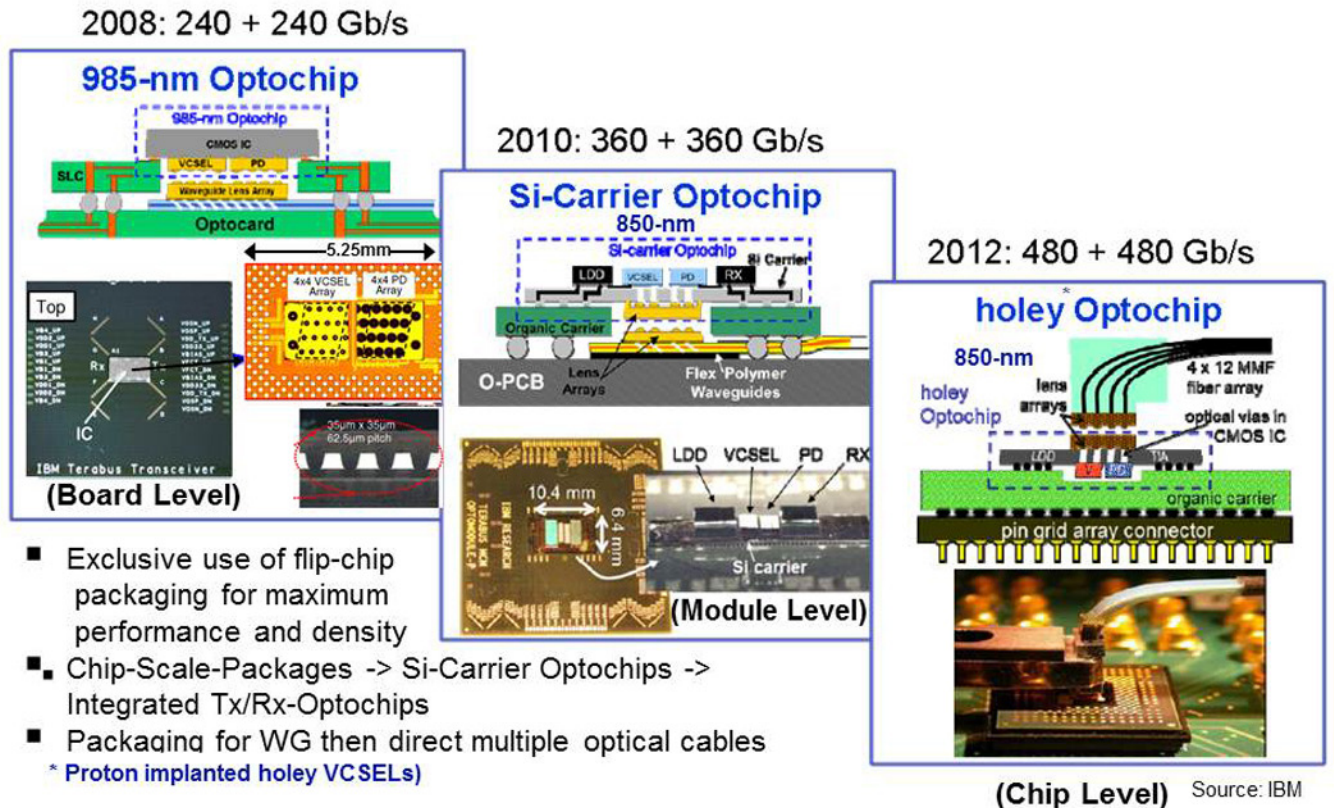 2008: 240 + 240 Gb/s
985-nm Optochip
985-nm Optochip
CMOS IC
VCSEL
PD
SLC
Waveguide Lens Array
Optocard
5.25mm
4x4 VCSEL
Array
4x4 PD
Array
Top
Rx
IC
IBM Terabus Transceiver
35µm x 35µm
62.5µm pitch
(Board Level)
2010: 360 + 360 Gb/s
Si-Carrier Optochip
850-nm
Si-carrier Optochip
LDD
VCSEL
PD
RX
Si Carrier
Organic Carrier
Lens
Arrays
Flex Polymer
Waveguides
O-PCB
LDD VCSEL PD RX
10.4 mm
6.4 mm
IBM RESEARCH
TERABUS MCM
Si carrier
(Module Level)
2012: 480 + 480 Gb/s
holey* Optochip
850-nm
4 x 12 MMF
fiber array
lens
arrays
holey
Optochip
optical vias in
CMOS IC
LDD
TIA
organic carrier
pin grid array connector
(Chip Level)
Source: IBM
■ Exclusive use of flip-chip
packaging for maximum
performance and density
■ Chip-Scale-Packages -> Si-Carrier Optochips ->
Integrated Tx/Rx-Optochips
■ Packaging for WG then direct multiple optical cables
* Proton implanted holey VCSELs)